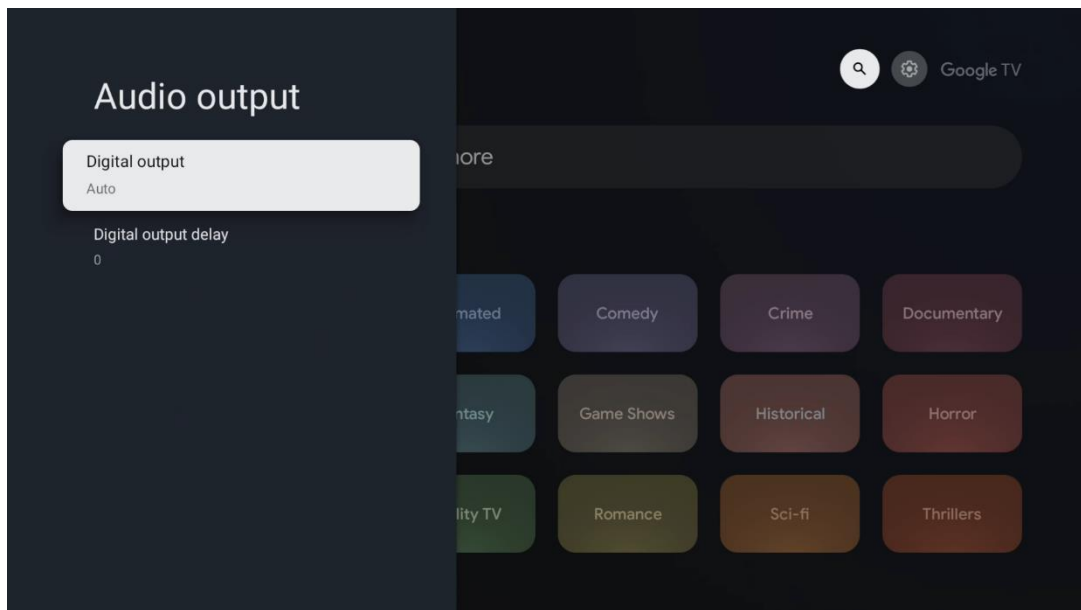 Audio output
Digital output
Auto
Digital output delay
0
Google TV
ore
mated
Comedy
Crime
Documentary
ntasy
Game Shows
Historical
Horror
lity TV
Romance
Sci-fi
Thrillers